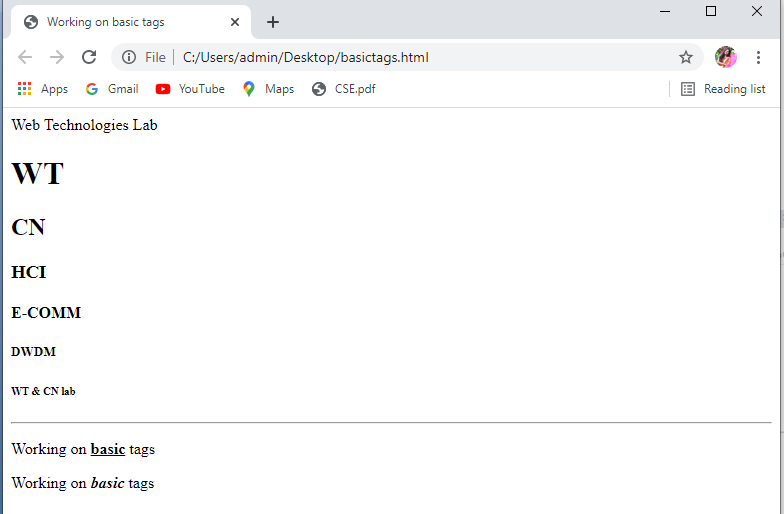 Working on basic tags
File C:/Users/admin/Desktop/basictags.html
Apps Gmail YouTube Maps CSE.pdf Reading list
Web Technologies Lab
WT
CN
HCI
E-COMM
DWDM
WT & CN lab
Working on basic tags
Working on basic tags